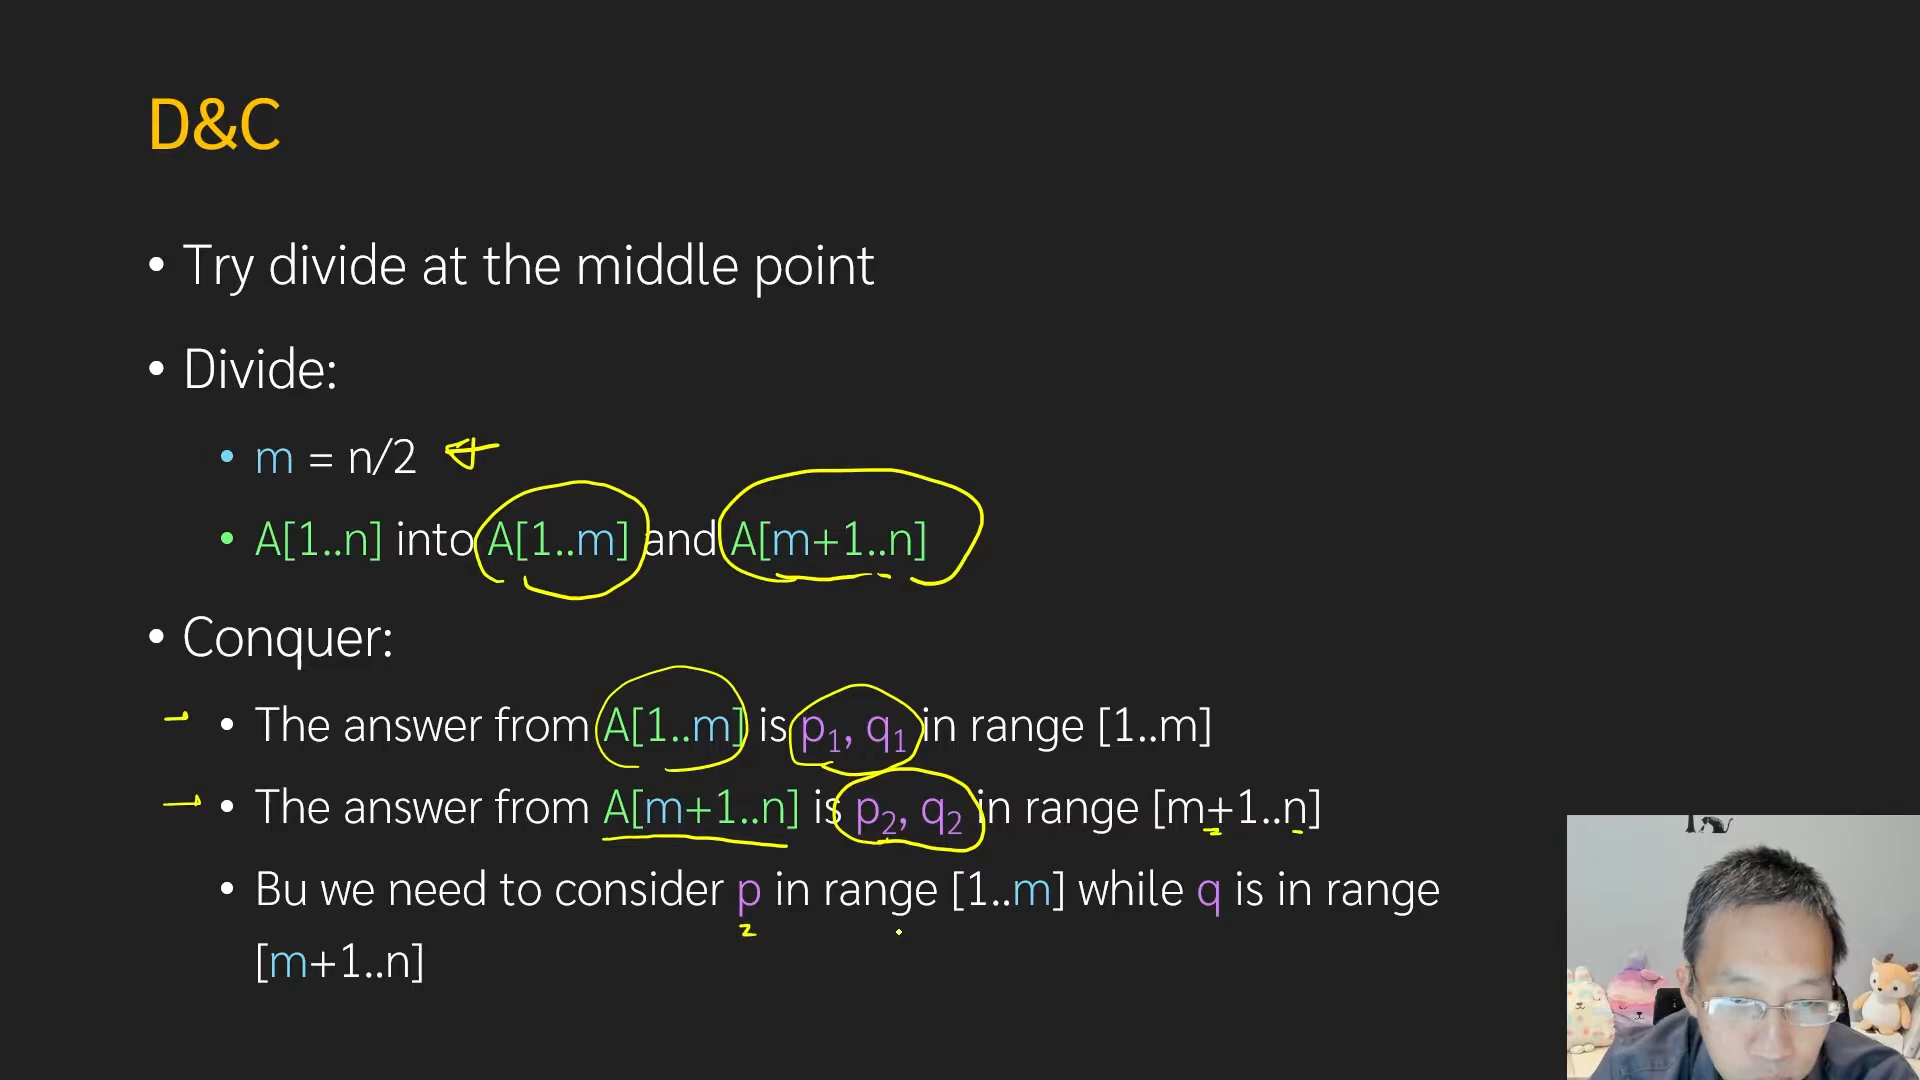 D&C
• Try divide at the middle point
• Divide:
• m = n/2
• A[1..n] into A[1..m] and A[m+1..n]
• Conquer:
• The answer from A[1..m] is p₁, q₁ in range [1..m]
• The answer from A[m+1..n] is p₂, q₂ in range [m+1..n]
• Bu we need to consider p in range [1..m] while q is in range
[m+1..n]